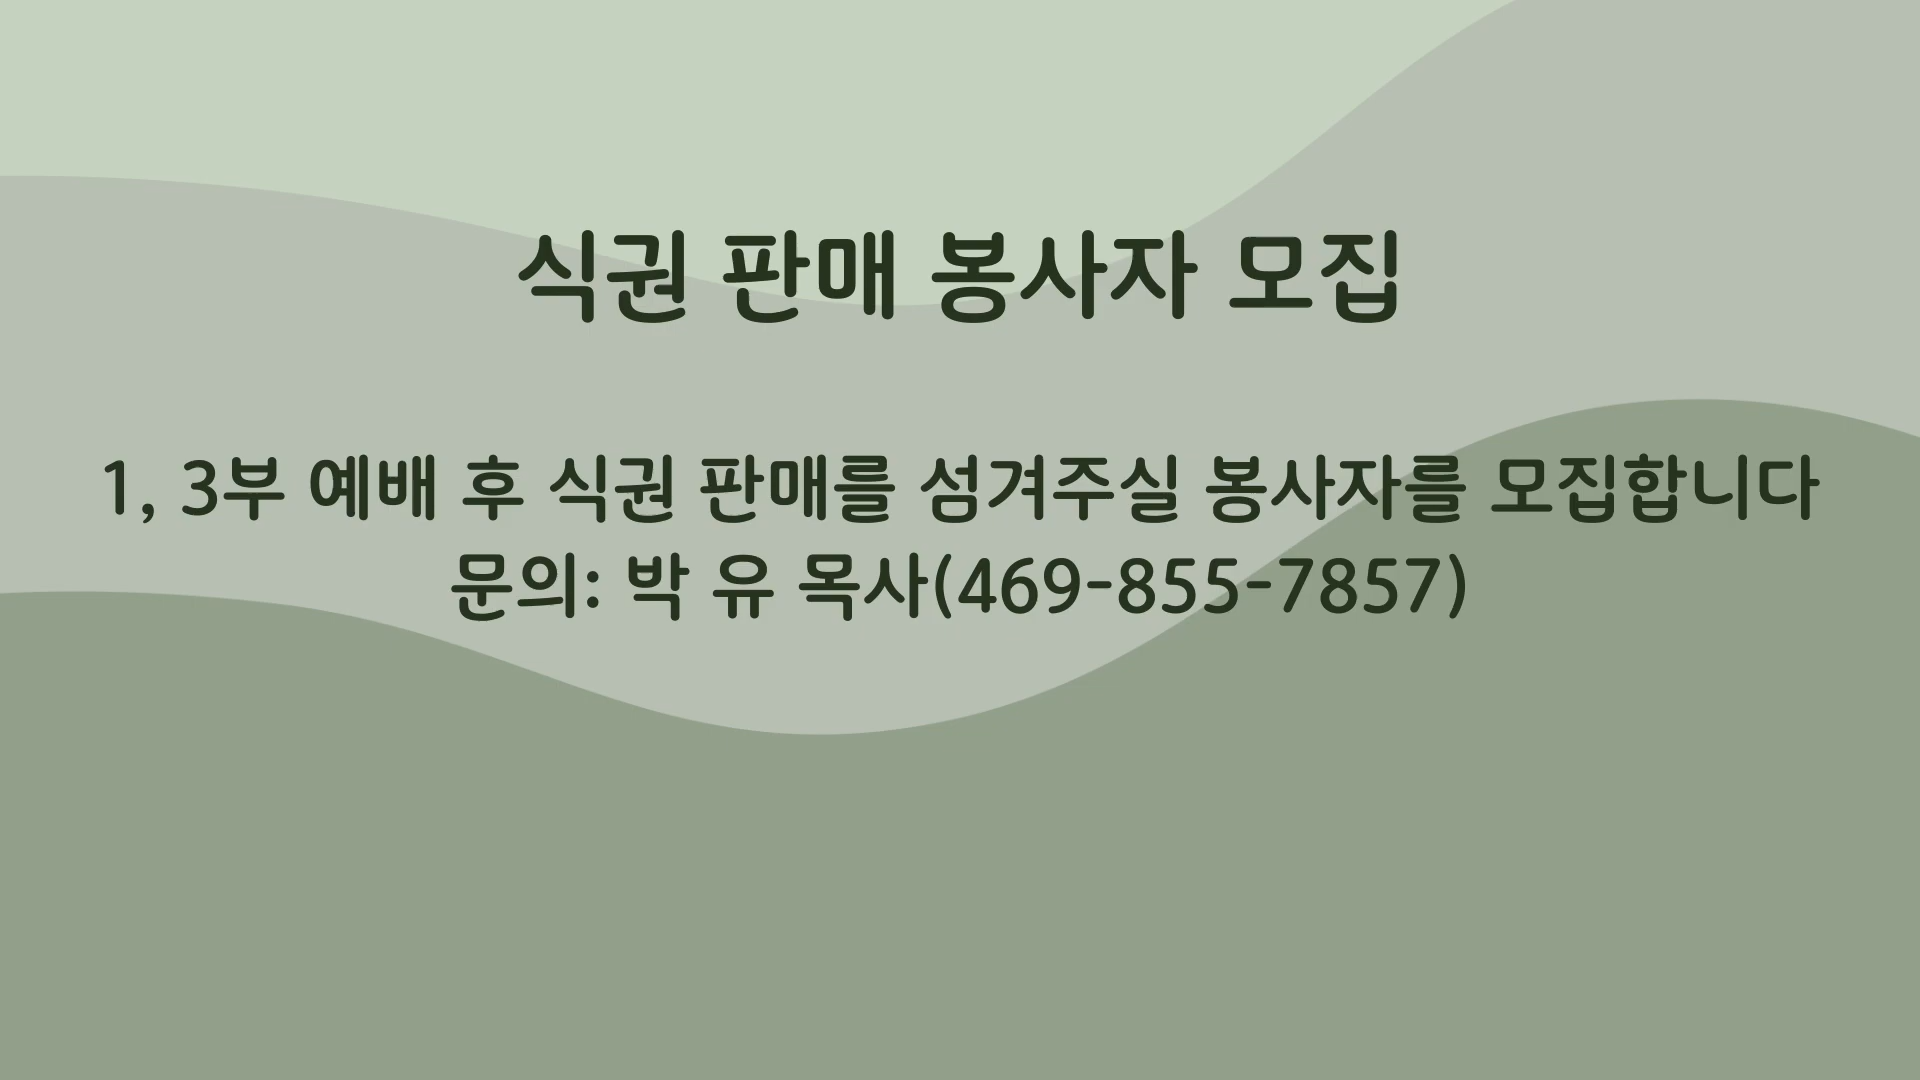 식권 판매 봉사자 모집
1, 3부 예배 후 식권 판매를 섬겨주실 봉사자를 모집합니다
문의: 박 유 목사(469-855-7857)